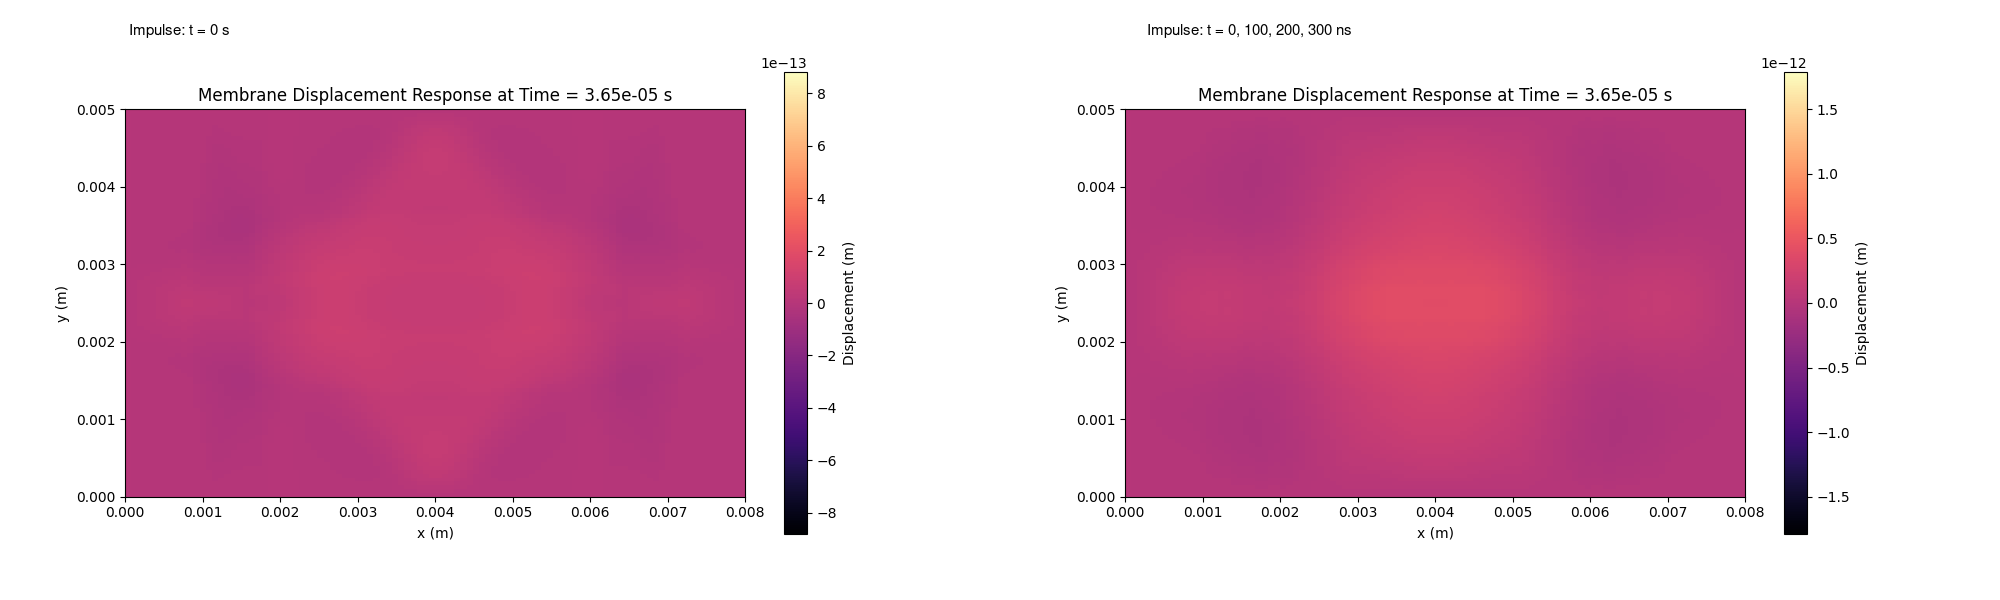 Impulse: t = 0 s
1e−13
Membrane Displacement Response at Time = 3.65e-05 s
0.005
0.004
0.003
0.002
0.001
0.000
y (m)
0.000 0.001 0.002 0.003 0.004 0.005 0.006 0.007 0.008
x (m)
8
6
4
2
0
−2
−4
−6
−8
Displacement (m)
Impulse: t = 0, 100, 200, 300 ns
1e−12
Membrane Displacement Response at Time = 3.65e-05 s
0.005
0.004
0.003
0.002
0.001
0.000
y (m)
0.000 0.001 0.002 0.003 0.004 0.005 0.006 0.007 0.008
x (m)
1.5
1.0
0.5
0.0
−0.5
−1.0
−1.5
Displacement (m)